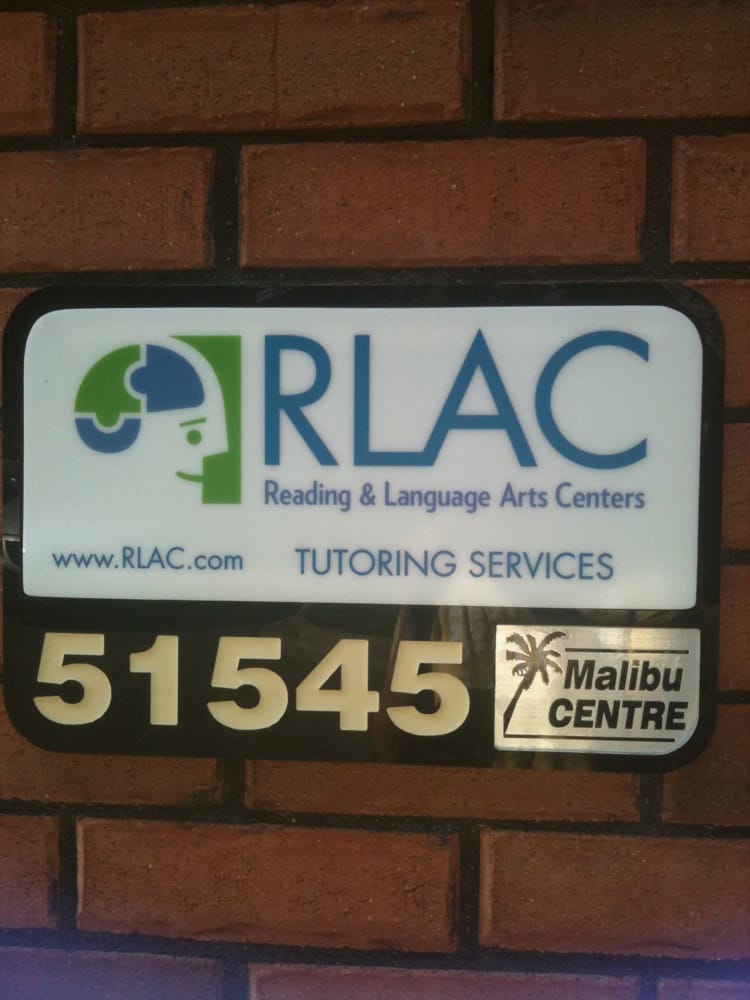 RLAC
Reading & Language Arts Centers
www.RLAC.com TUTORING SERVICES
51545
Malibu
CENTRE